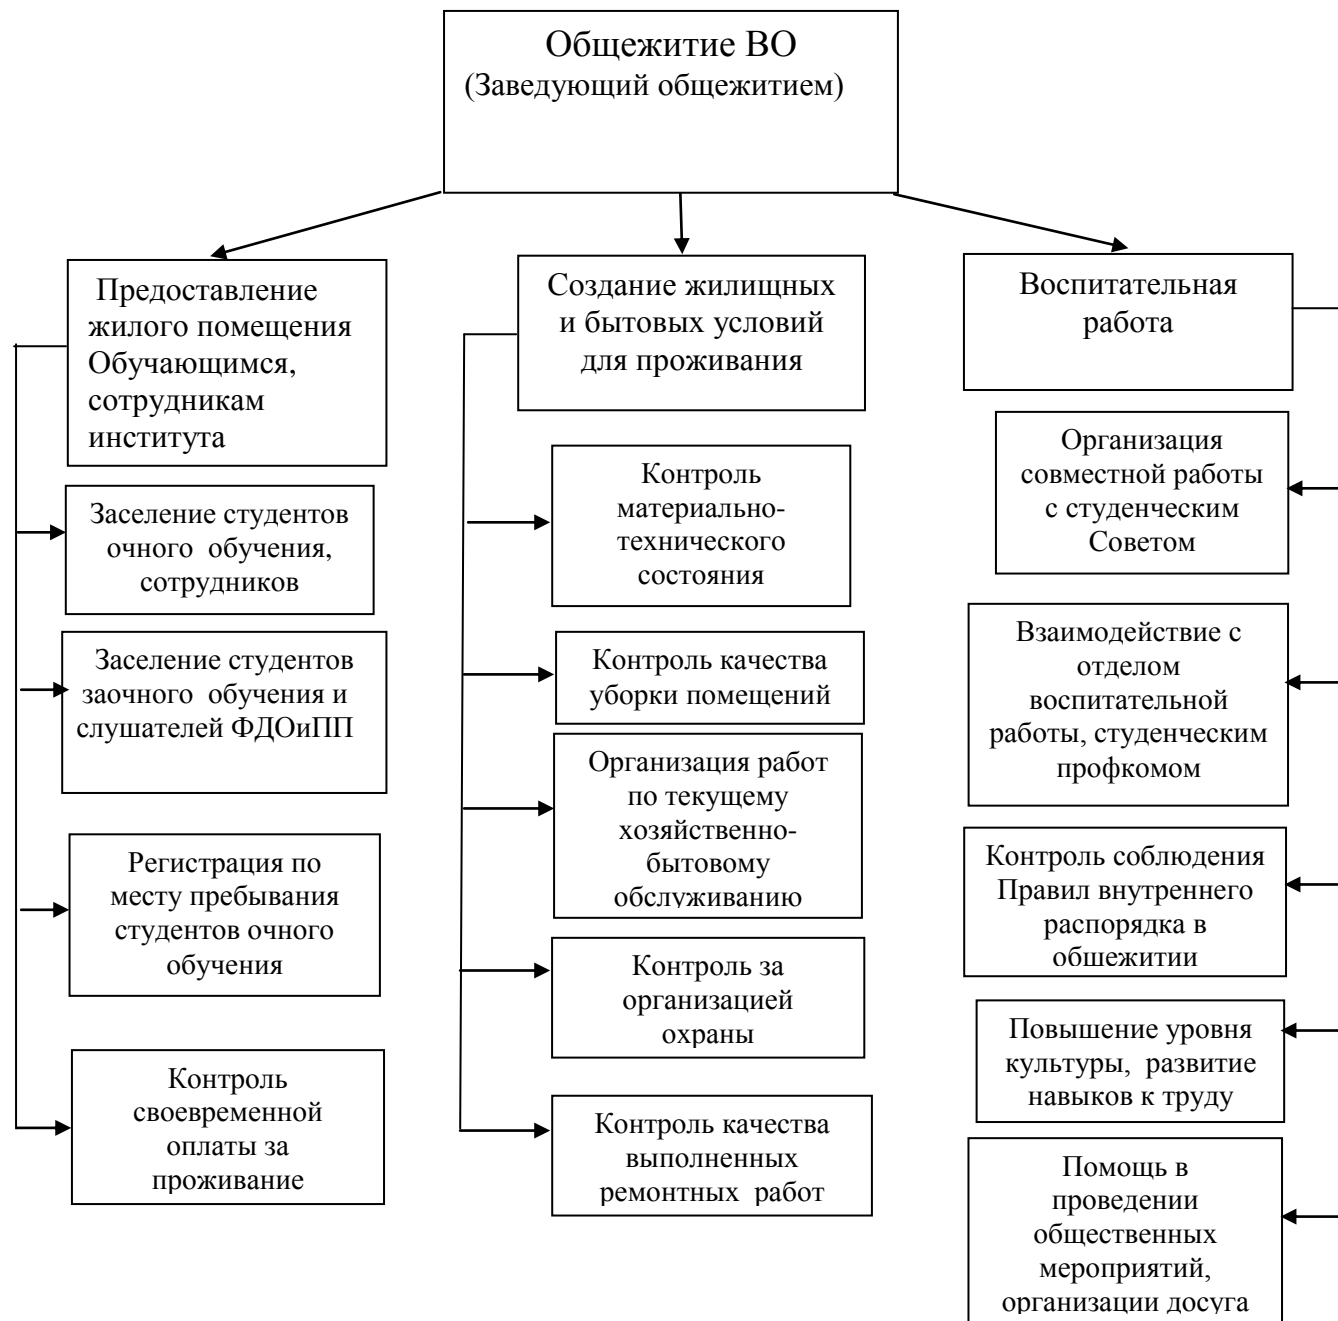 Общежитие ВО
(Заведующий общежитием)
Предоставление
жилого помещения
Обучающимся,
сотрудникам
института
Заселение студентов
очного обучения,
сотрудников
Заселение студентов
заочного обучения и
слушателей ФДОиПП
Регистрация по
месту пребывания
студентов очного
обучения
Контроль
своевременной
оплаты за
проживание
Создание жилищных
и бытовых условий
для проживания
Контроль
материально-
технического
состояния
Контроль качества
уборки помещений
Организация работ
по текущему
хозяйственно-
бытовому
обслуживанию
Контроль за
организацией
охраны
Контроль качества
выполненных
ремонтных работ
Воспитательная
работа
Организация
совместной работы
с студенческим
Советом
Взаимодействие с
отделом
воспитательной
работы, студенческим
профкомом
Контроль соблюдения
Правил внутреннего
распорядка в
общежитии
Повышение уровня
культуры, развитие
навыков к труду
Помощь в
проведении
общественных
мероприятий,
организации досуга